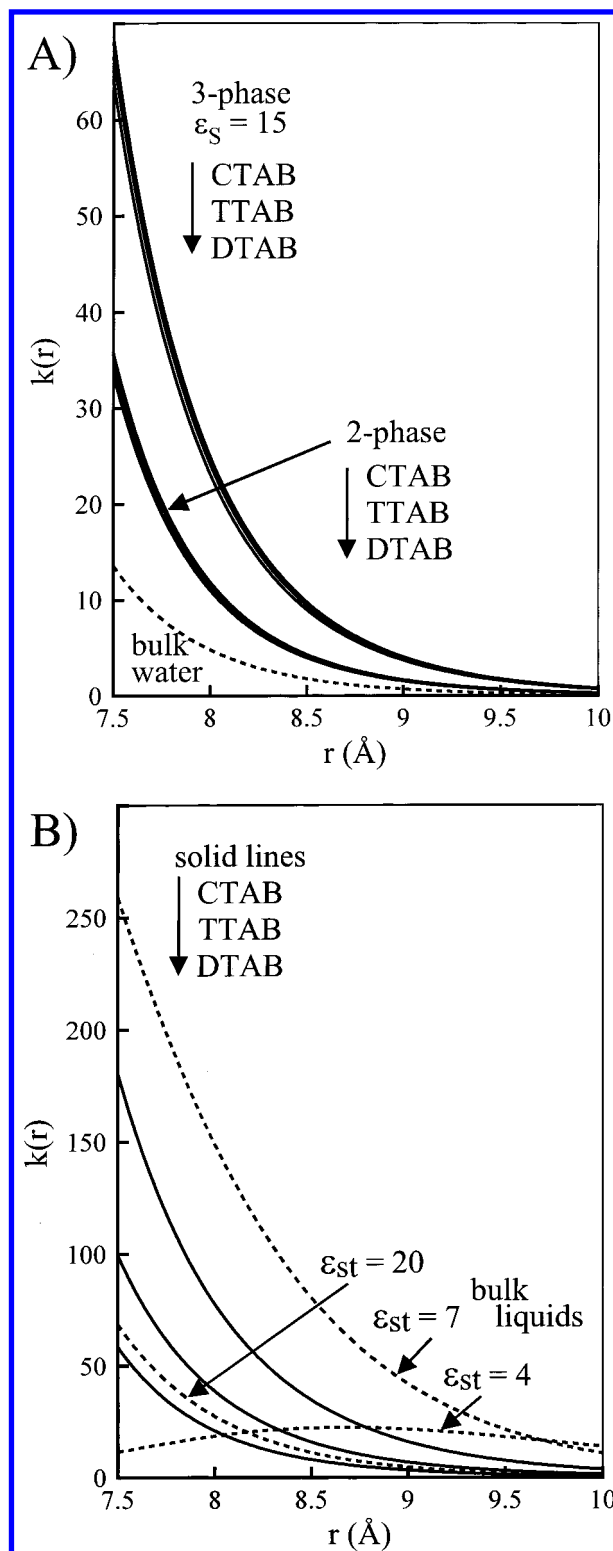 A)
3-phase
εS = 15
CTAB
TTAB
DTAB
2-phase
CTAB
TTAB
DTAB
bulk
water
k(r)
60
50
40
30
20
10
0
7.5 8 8.5 9 9.5 10
r (Å)
B)
solid lines
CTAB
TTAB
DTAB
εst = 20
bulk
liquids
εst = 7
εst = 4
k(r)
250
200
150
100
50
0
7.5 8 8.5 9 9.5 10
r (Å)